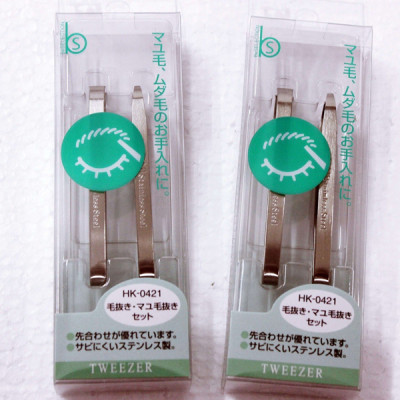 KS
マユ毛、ムダ毛のお手入れに。
Stainless Steel
HK-0421
毛抜き・マユ毛抜き
セット
●先合わせが優れています。
●サビにくいステンレス製。
TWEEZER
KS
マユ毛、ムダ毛のお手入れに。
HK-0421
毛抜き・マユ毛抜き
セット
●先合わせが優れています。
●サビにくいステンレス製。
TWEEZER